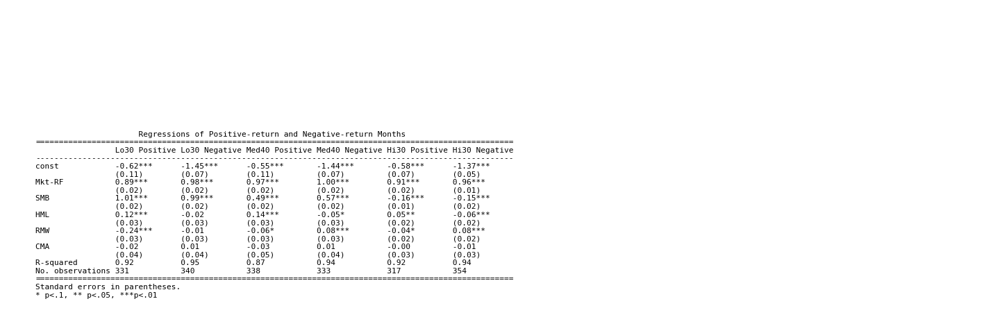 Regressions of Positive-return and Negative-return Months
=====================================================================================================
Lo30 Positive Lo30 Negative Med40 Positive Med40 Negative Hi30 Positive Hi30 Negative
-----------------------------------------------------------------------------------------------------
const -0.62*** -1.45*** -0.55*** -1.44*** -0.58*** -1.37***
(0.11) (0.07) (0.11) (0.07) (0.07) (0.05)
Mkt-RF 0.89*** 0.98*** 0.97*** 1.00*** 0.91*** 0.96***
(0.02) (0.02) (0.02) (0.02) (0.02) (0.01)
SMB 1.01*** 0.99*** 0.49*** 0.57*** -0.16*** -0.15***
(0.02) (0.02) (0.02) (0.02) (0.01) (0.02)
HML 0.12*** -0.02 0.14*** -0.05* 0.05** -0.06***
(0.03) (0.03) (0.03) (0.03) (0.02) (0.02)
RMW -0.24*** -0.01 -0.06* 0.08*** -0.04* 0.08***
(0.03) (0.03) (0.03) (0.03) (0.02) (0.02)
CMA -0.02 0.01 -0.03 0.01 -0.00 -0.01
(0.04) (0.04) (0.05) (0.04) (0.03) (0.03)
R-squared 0.92 0.95 0.87 0.94 0.92 0.94
No. observations 331 340 338 333 317 354
=====================================================================================================
Standard errors in parentheses.
* p<.1, ** p<.05, ***p<.01